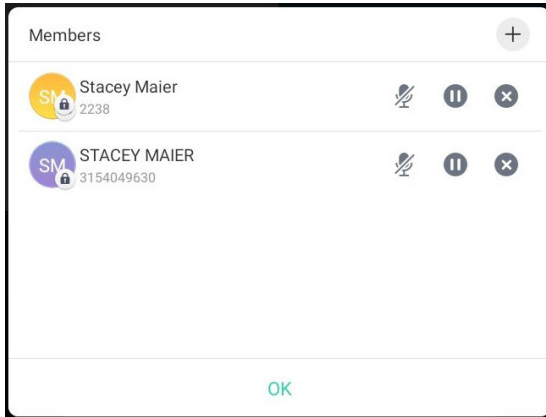 Members
SM
Stacey Maier
2238
SM
STACEY MAIER
3154049630
OK